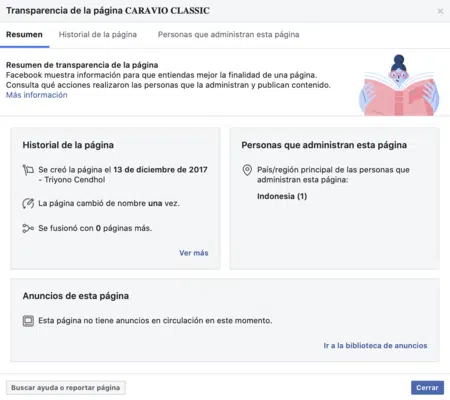 Transparencia de la página CARAVIO CLASSIC
Resumen Historial de la página Personas que administran esta página
Resumen de transparencia de la página
Facebook muestra información para que entiendas mejor la finalidad de una página.
Consulta qué acciones realizaron las personas que la administran y publican contenido.
Más información
Historial de la página
Se creó la página el 13 de diciembre de 2017
- Triyono Cendhol
La página cambió de nombre una vez.
Se fusionó con 0 páginas más.
Ver más
Personas que administran esta página
País/región principal de las personas que
administran esta página:
Indonesia (1)
Anuncios de esta página
Esta página no tiene anuncios en circulación en este momento.
Ir a la biblioteca de anuncios
Buscar ayuda o reportar página
Cerrar